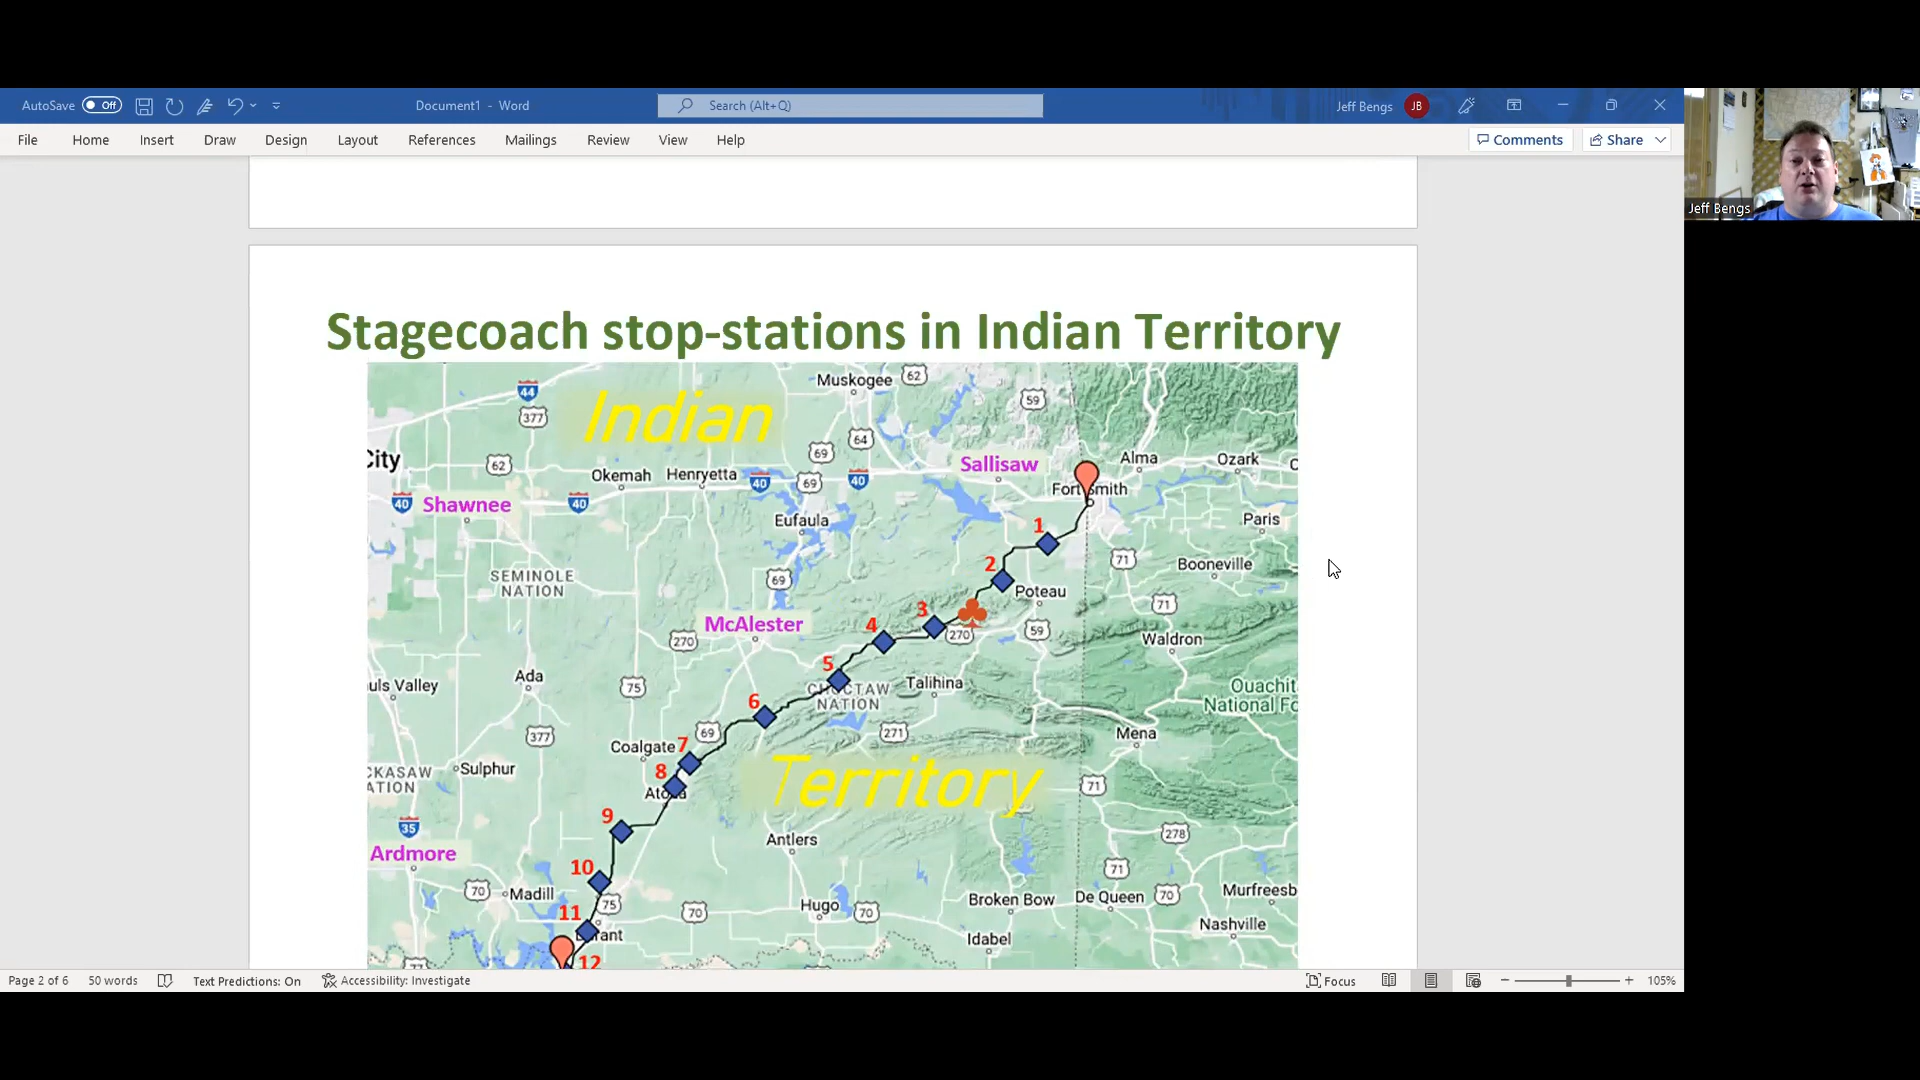 AutoSave Off Document1 - Word Search (Alt+Q) Jeff Bengs JB
File Home Insert Draw Design Layout References Mailings Review View Help Comments Share
Jeff Bengs
Stagecoach stop-stations in Indian Territory
Muskogee 62
44
377 Indian 59
64
City 62 69 Sallisaw Alma Ozark
Okemah Henryetta 40 69 40
40 Shawnee 40 Fort Smith
Eufaula 1 Paris
71
2 Booneville
SEMINOLE
NATION 69 Poteau
71
McAlester 4 3
270 270 59 Waldron
5
Ada
75 CHOCTAW
NATION Talihina Ouachit
National Fo
6
377 69 271 Mena
Coalgate 7
CKASAW
ATION Sulphur 8
Atoka Territory 71
35 9 278
Ardmore Antlers
10 71
70 Madill 75 70 Hugo 70 Broken Bow De Queen 70 Murfreesb
11 Nashville
Durant Idabel
12
Page 2 of 6 50 words Text Predictions: On Accessibility: Investigate Focus 105%